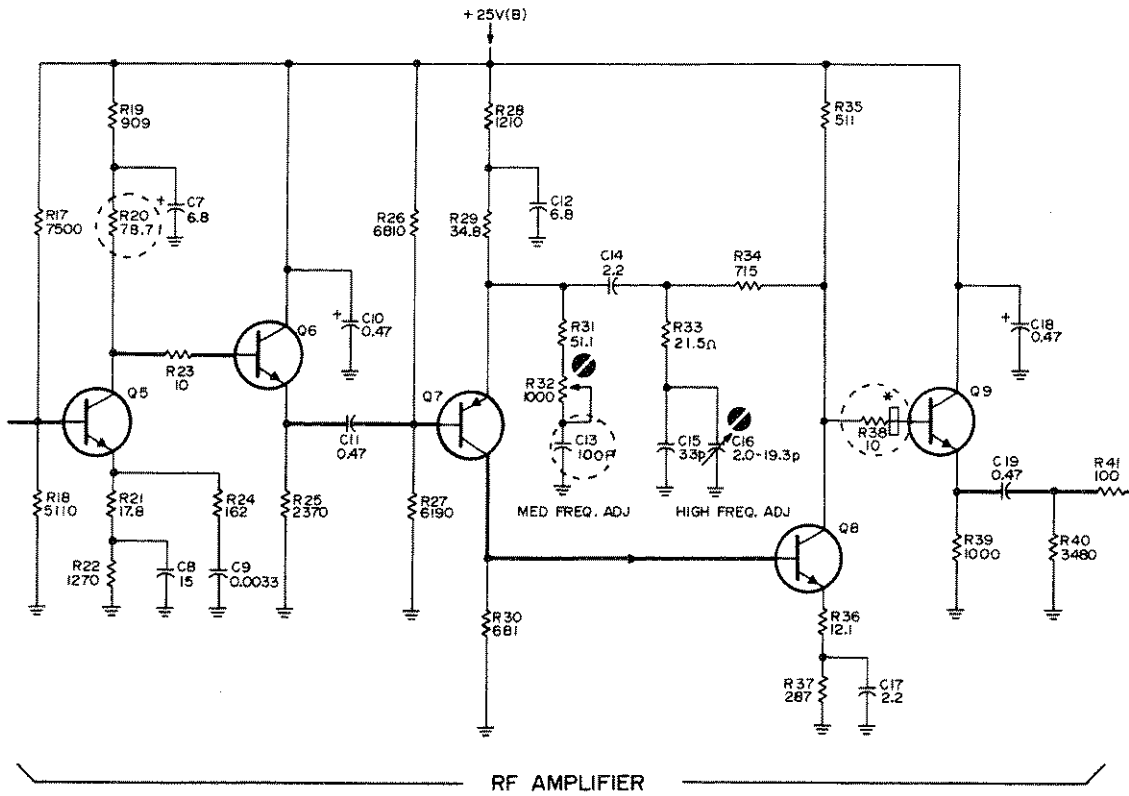 +25V(B)
R19
909
R28
1210
R35
511
R17
7500
R20
78.71
+
C7
6.8
R26
6810
R29
34.8
C12
6.8
C14
2.2
R34
715
Q6
+
C10
0.47
R31
51.1
R33
21.5Ω
+
C18
0.47
R23
10
R32
1000
Q5
Q7
*
Q9
C11
0.47
C13
100P
C15
33p
C16
2.0-19.3p
R38
10
C19
0.47
R41
100
R18
5110
R21
17.8
R24
162
R25
2370
R27
6190
MED FREQ. ADJ
HIGH FREQ. ADJ
Q8
R39
1000
R40
3480
R22
1270
C8
15
C9
0.0033
R30
681
R36
12.1
R37
287
C17
2.2
RF AMPLIFIER